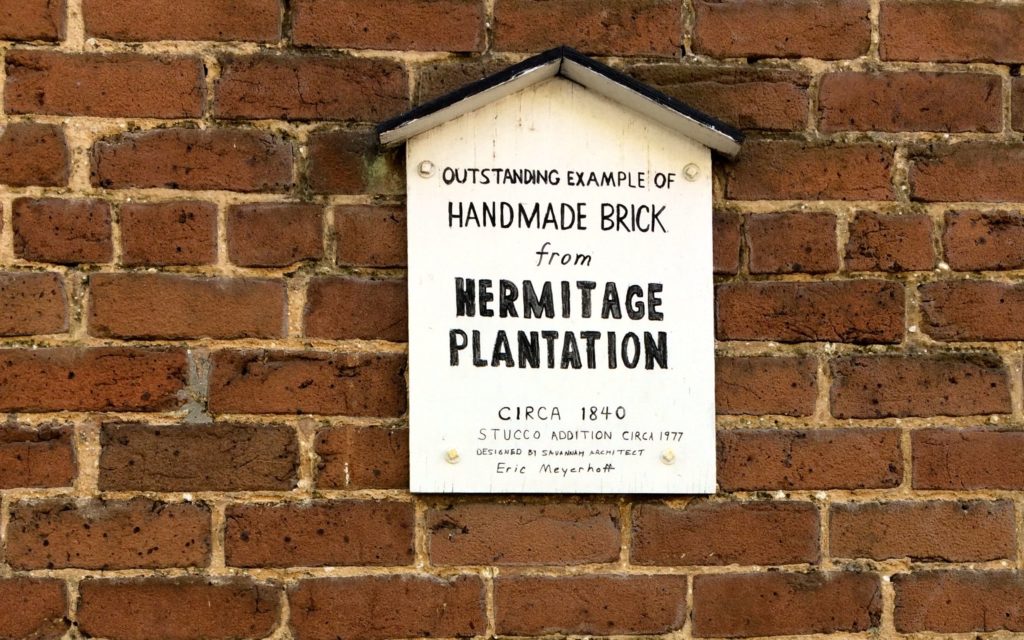 OUTSTANDING EXAMPLE OF
HANDMADE BRICK
from
HERMITAGE
PLANTATION
CIRCA 1840
STUCCO ADDITION CIRCA 1977
DESIGNED BY SAVANNAH ARCHITECT
Eric Meyerhoff